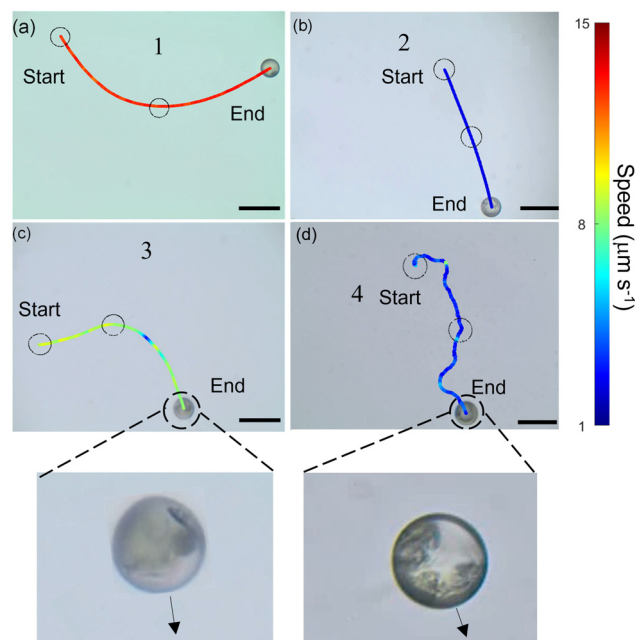 (a)
1
Start
End
(b)
2
Start
End
(c)
3
Start
End
(d)
4
Start
End
15
8
1
Speed (μm s⁻¹)